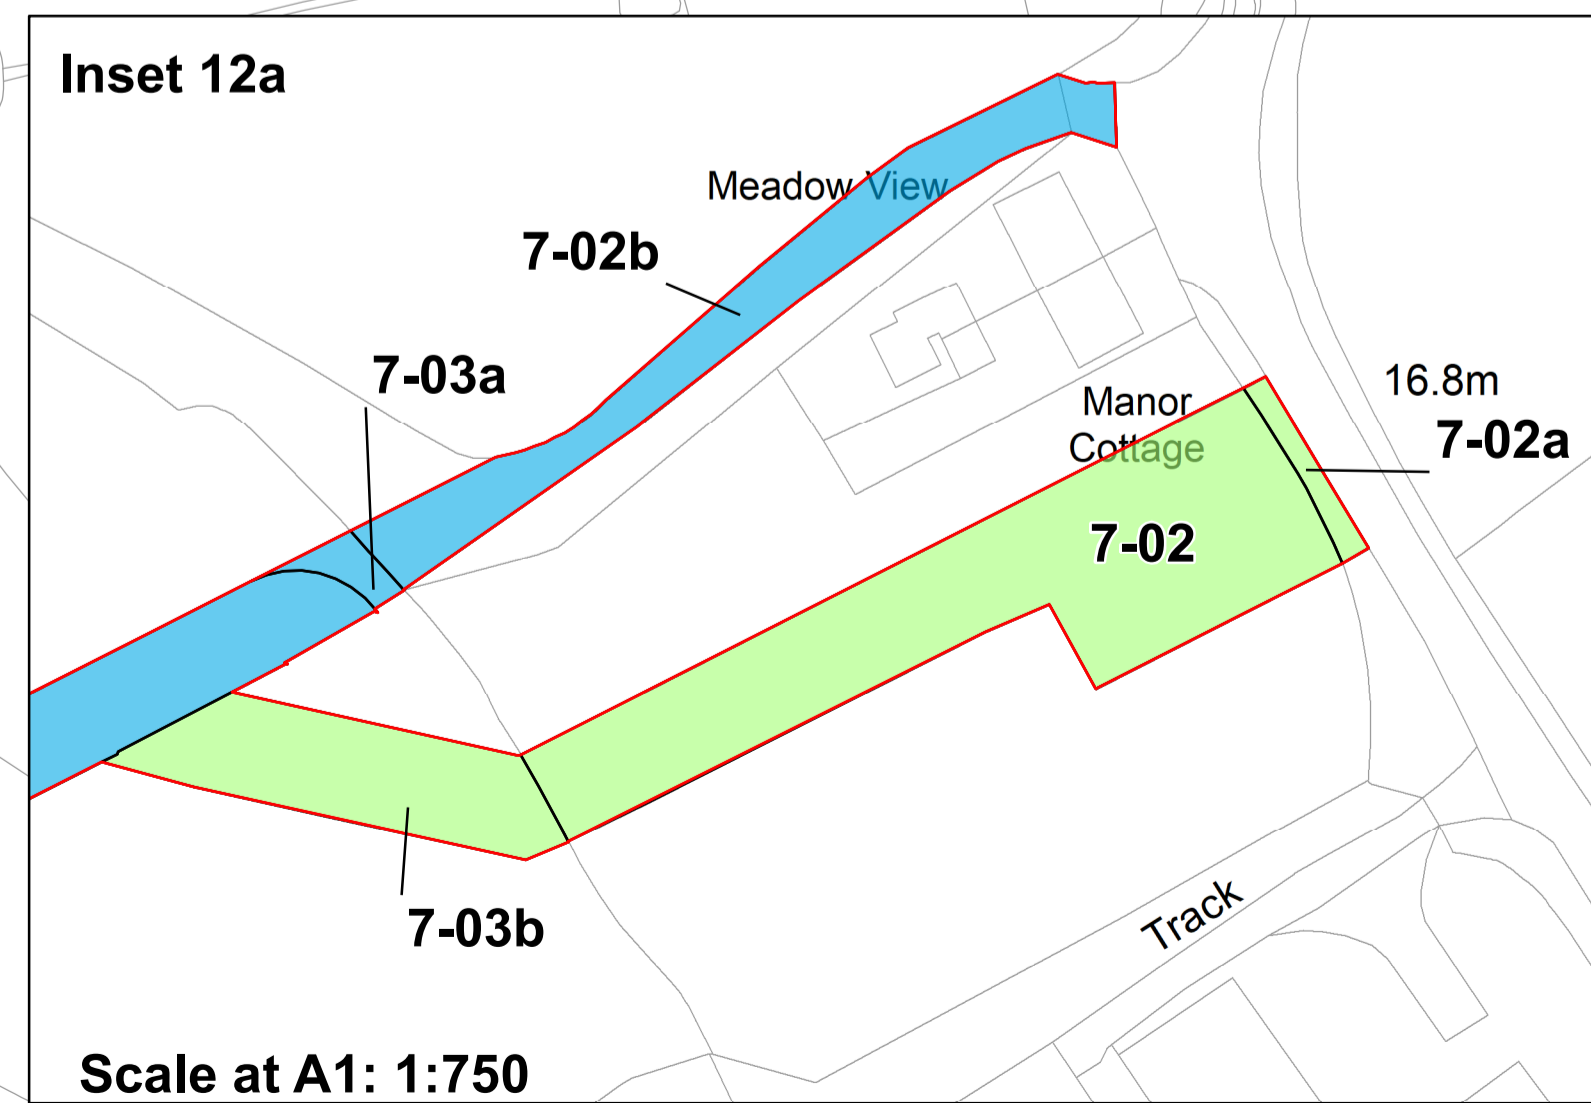 Inset 12a
Meadow View
7-02b
7-03a
16.8m
Manor
Cottage
7-02a
7-02
7-03b
Track
Scale at A1: 1:750